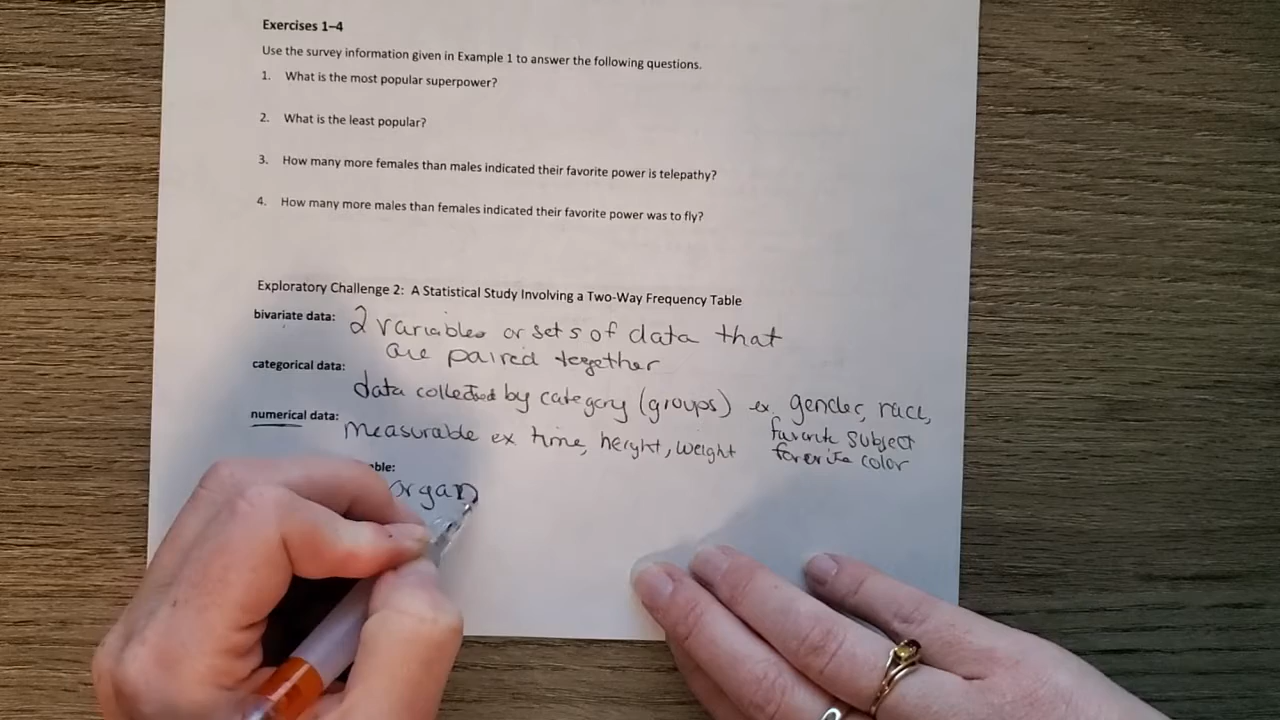 Exercises 1–4
Use the survey information given in Example 1 to answer the following questions.
1. What is the most popular superpower?
2. What is the least popular?
3. How many more females than males indicated their favorite power is telepathy?
4. How many more males than females indicated their favorite power was to fly?
Exploratory Challenge 2: A Statistical Study Involving a Two-Way Frequency Table
bivariate data: 2 variables or sets of data that
are paired together
categorical data:
data collected by category (groups) ex. gender, race,
favorite subject
favorite color
numerical data: measurable ex time, height, weight
ble:
organ